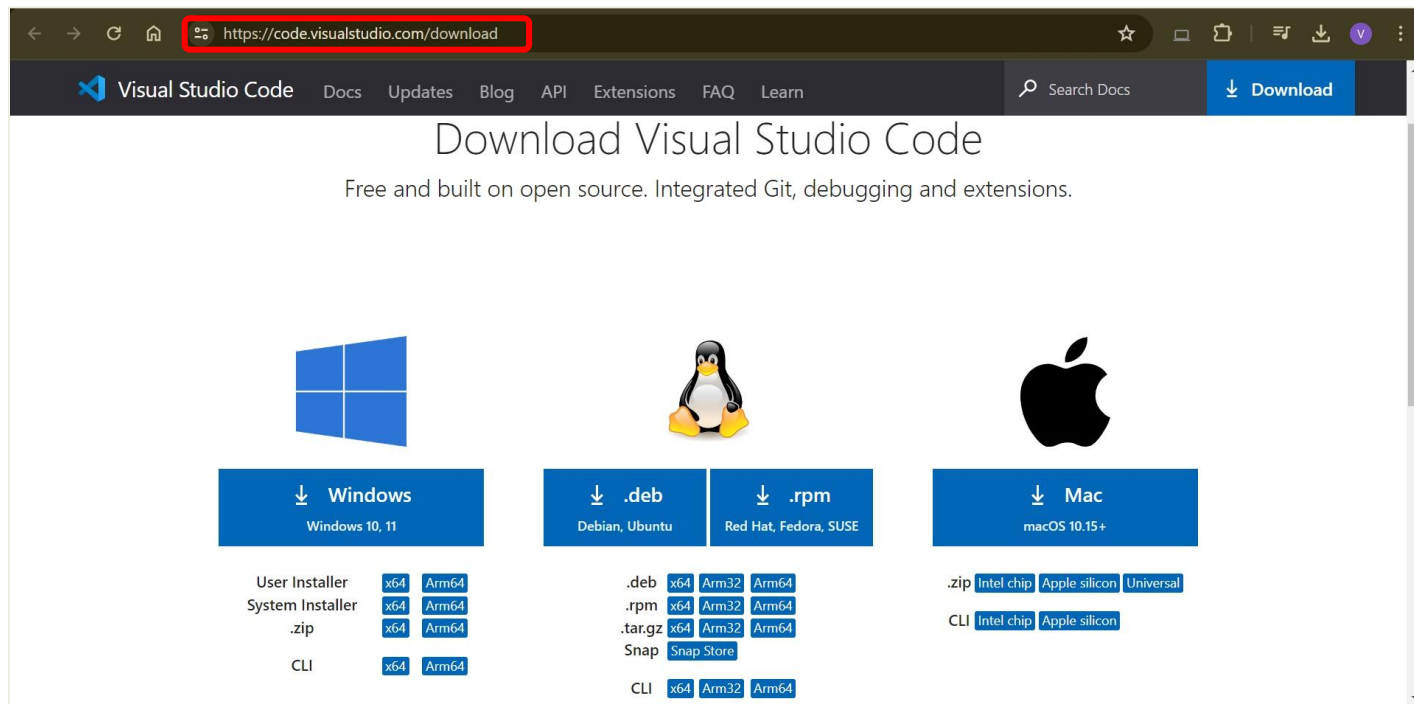 https://code.visualstudio.com/download
V
Visual Studio Code Docs Updates Blog API Extensions FAQ Learn Search Docs Download
Download Visual Studio Code
Free and built on open source. Integrated Git, debugging and extensions.
Windows
Windows 10, 11
.deb
Debian, Ubuntu
.rpm
Red Hat, Fedora, SUSE
Mac
macOS 10.15+
User Installer x64 Arm64
System Installer x64 Arm64
.zip x64 Arm64
CLI x64 Arm64
.deb x64 Arm32 Arm64
.rpm x64 Arm32 Arm64
.tar.gz x64 Arm32 Arm64
Snap Snap Store
CLI x64 Arm32 Arm64
.zip Intel chip Apple silicon Universal
CLI Intel chip Apple silicon